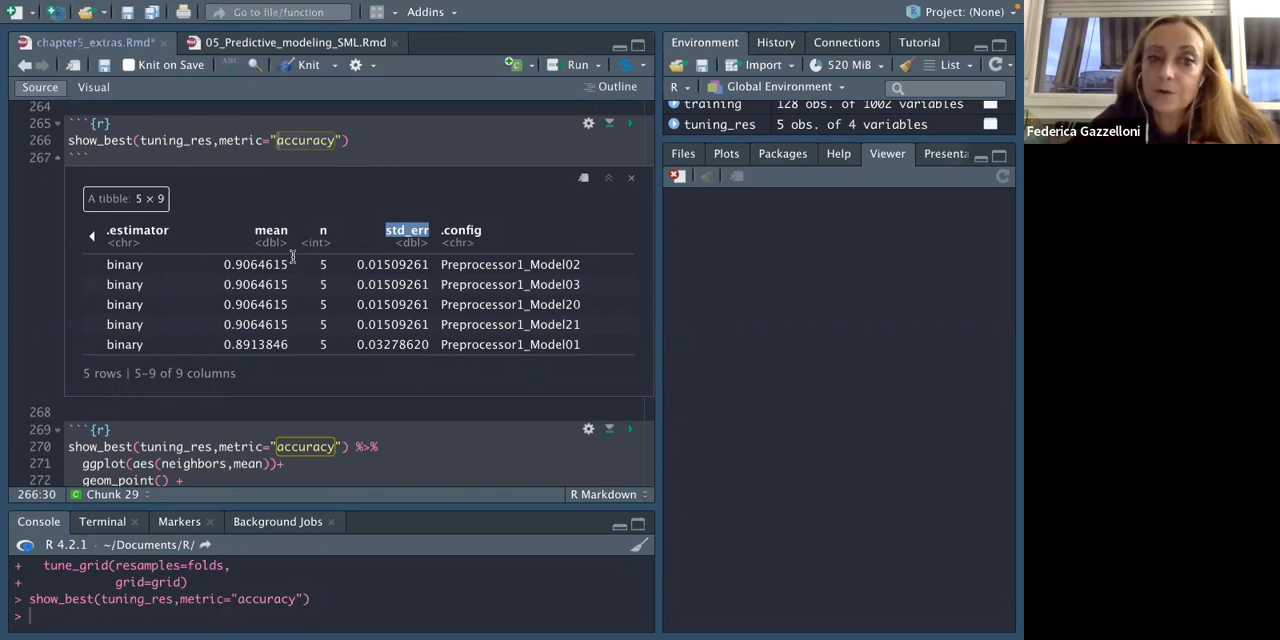 Go to file/function
Addins
Project: (None)
chapter5_extras.Rmd*
05_Predictive_modeling_SML.Rmd
Knit on Save
ABC
Knit
Run
Source
Visual
Outline
264
265
```{r}
266
show_best(tuning_res,metric="accuracy")
267
```
A tibble: 5 × 9
.estimator mean n std_err .config
<chr> <dbl> <int> <dbl> <chr>
binary 0.9064615 5 0.01509261 Preprocessor1_Model02
binary 0.9064615 5 0.01509261 Preprocessor1_Model03
binary 0.9064615 5 0.01509261 Preprocessor1_Model20
binary 0.9064615 5 0.01509261 Preprocessor1_Model21
binary 0.8913846 5 0.03278620 Preprocessor1_Model01
5 rows | 5-9 of 9 columns
268
269
```{r}
270
show_best(tuning_res,metric="accuracy") %>%
271
ggplot(aes(neighbors,mean))+
272
geom_point() +
266:30
Chunk 29
R Markdown
Console
Terminal
Markers
Background Jobs
R 4.2.1 · ~/Documents/R/
+ tune_grid(resamples=folds,
+ grid=grid)
> show_best(tuning_res,metric="accuracy")
>
Environment
History
Connections
Tutorial
Import
520 MiB
List
R
Global Environment
training 128 obs. of 1002 variables
tuning_res 5 obs. of 4 variables
Files
Plots
Packages
Help
Viewer
Presenta
Federica Gazzelloni